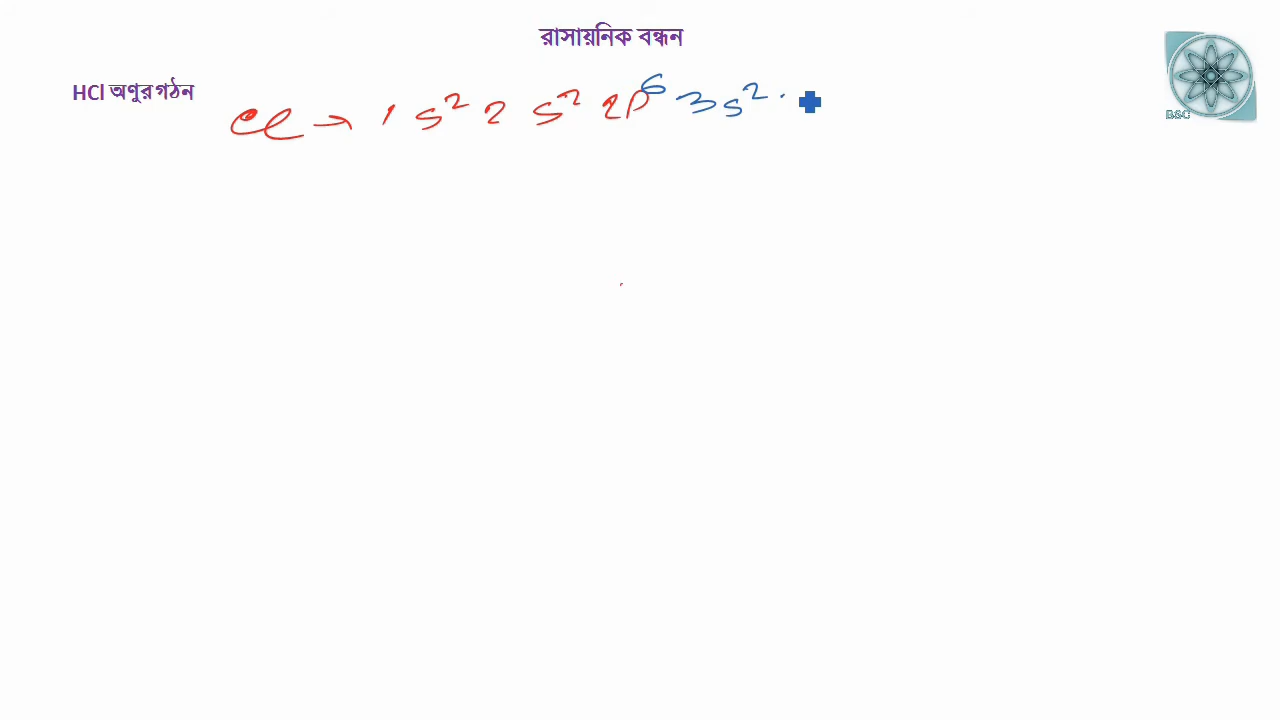 রাসায়নিক বন্ধন
HCl অণুর গঠন
Cl → 1s² 2s² 2p⁶ 3s²
B&C